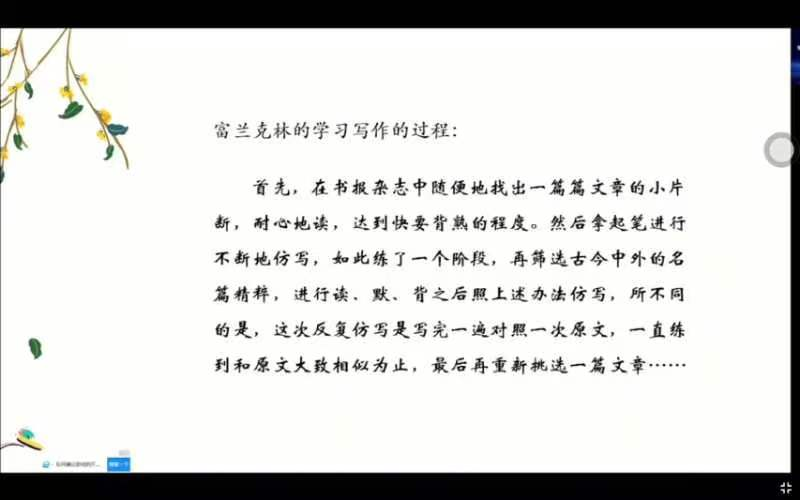 富兰克林的学习写作的过程：
首先，在书报杂志中随便地找出一篇篇文章的小片
断，耐心地读，达到快要背熟的程度。然后拿起笔进行
不断地仿写，如此练了一个阶段，再筛选古今中外的名
篇精粹，进行读、默、背之后照上述办法仿写，所不同
的是，这次反复仿写是写完一遍对照一次原文，一直练
到和原文大致相似为止，最后再重新挑选一篇文章……